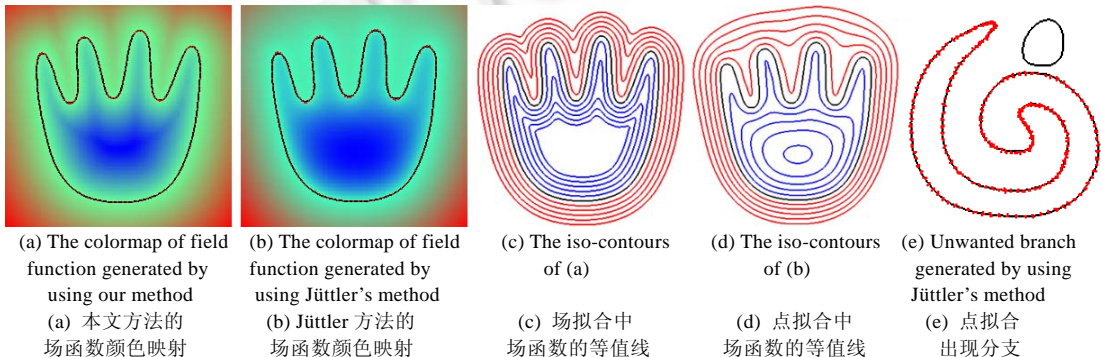 (a) The colormap of field
function generated by
using our method
(a) 本文方法的
场函数颜色映射
(b) The colormap of field
function generated by
using Jüttler's method
(b) Jüttler 方法的
场函数颜色映射
(c) The iso-contours
of (a)
(c) 场拟合中
场函数的等值线
(d) The iso-contours
of (b)
(d) 点拟合中
场函数的等值线
(e) Unwanted branch
generated by using
Jüttler's method
(e) 点拟合
出现分支